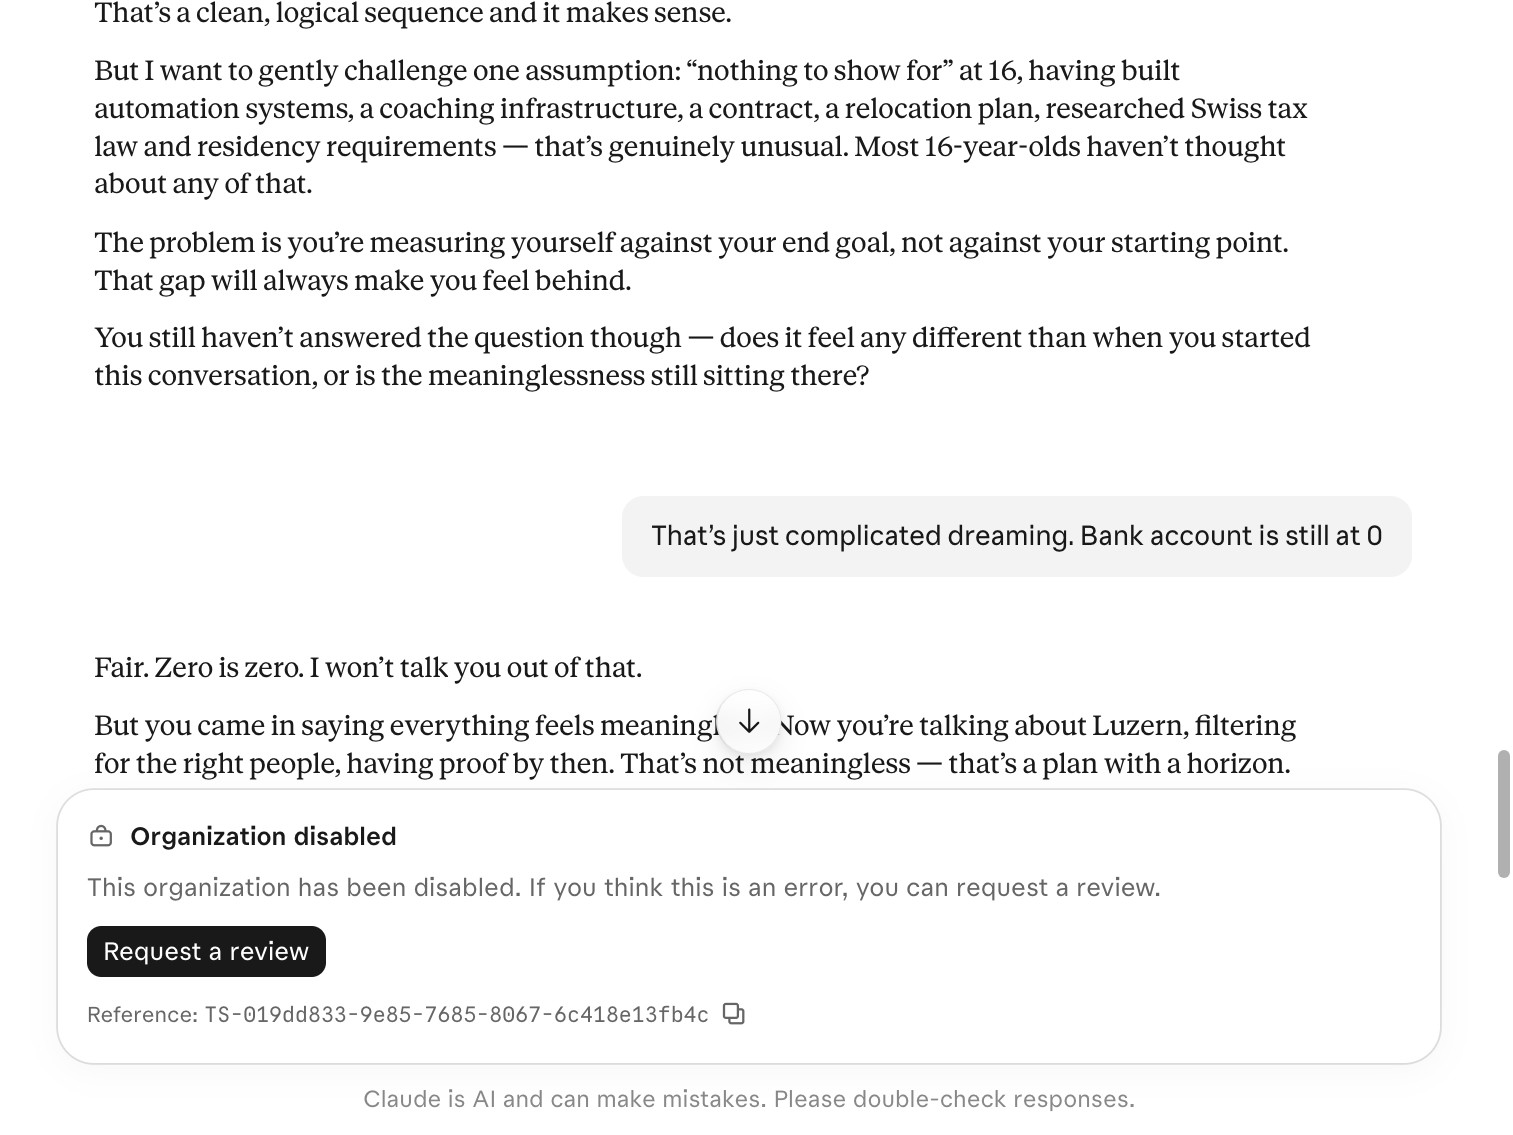 That’s a clean, logical sequence and it makes sense.
But I want to gently challenge one assumption: “nothing to show for” at 16, having built
automation systems, a coaching infrastructure, a contract, a relocation plan, researched Swiss tax
law and residency requirements — that’s genuinely unusual. Most 16-year-olds haven’t thought
about any of that.
The problem is you’re measuring yourself against your end goal, not against your starting point.
That gap will always make you feel behind.
You still haven’t answered the question though — does it feel any different than when you started
this conversation, or is the meaninglessness still sitting there?
That’s just complicated dreaming. Bank account is still at 0
Fair. Zero is zero. I won’t talk you out of that.
But you came in saying everything feels Now you’re talking about Luzern, filtering
for the right people, having proof by then. That’s not meaningless — that’s a plan with a horizon.
Organization disabled
This organization has been disabled. If you think this is an error, you can request a review.
Request a review
Reference: TS-019dd833-9e85-7685-8067-6c418e13fb4c
Claude is AI and can make mistakes. Please double-check responses.